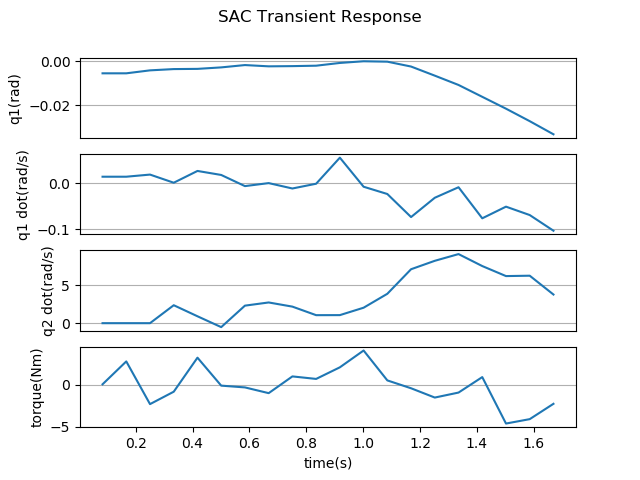 SAC Transient Response
0.00
−0.02
q1(rad)
0.0
−0.1
q1 dot(rad/s)
5
0
q2 dot(rad/s)
0
−5
torque(Nm)
0.2 0.4 0.6 0.8 1.0 1.2 1.4 1.6
time(s)